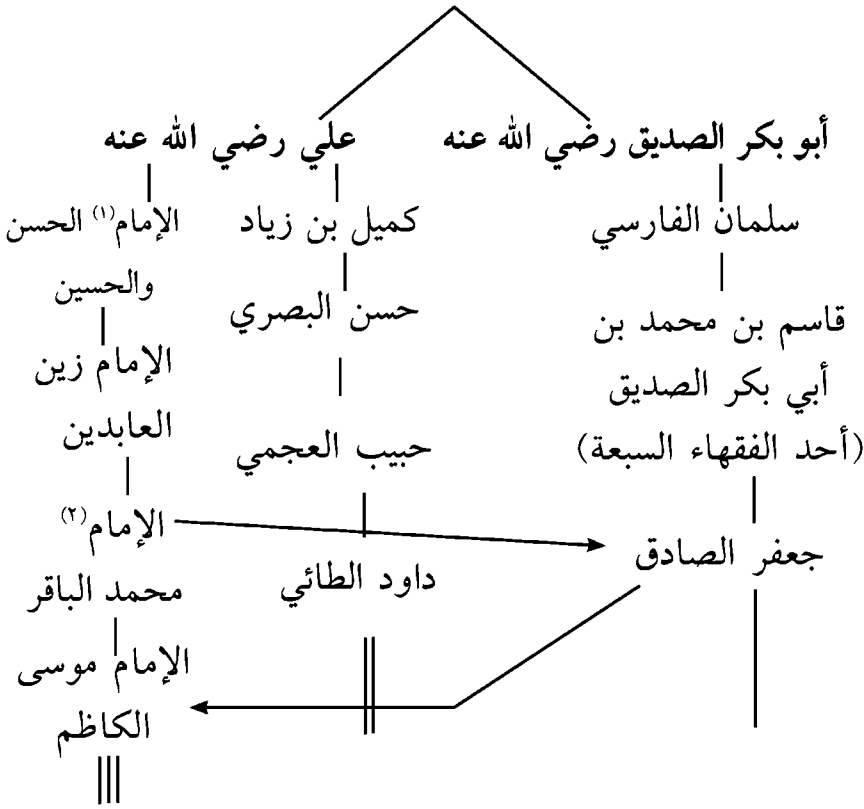 أبو بكر الصديق رضي الله عنه
علي رضي الله عنه
سلمان الفارسي
قاسم بن محمد بن
أبي بكر الصديق
(أحد الفقهاء السبعة)
جعفر الصادق
كميل بن زياد
حسن البصري
حبيب العجمي
داود الطائي
الإمام(١) الحسن
والحسين
الإمام زين
العابدين
الإمام(٢)
محمد الباقر
الإمام موسى
الكاظم